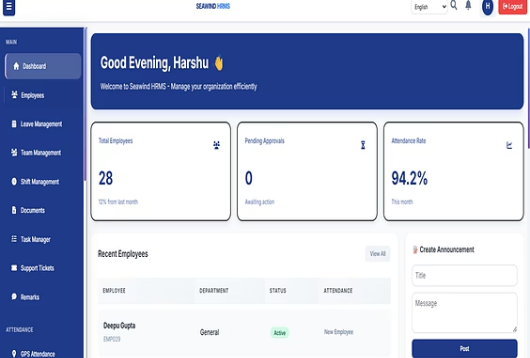 SEAWIND HRMS
English
H
Logout
MAIN
Dashboard
Employees
Leave Management
Team Management
Shift Management
Documents
Task Manager
Support Tickets
Remarks
ATTENDANCE
GPS Attendance
Good Evening, Harshu 👋
Welcome to Seawind HRMS - Manage your organization efficiently
Total Employees
28
12% from last month
Pending Approvals
0
Awaiting action
Attendance Rate
94.2%
This month
Recent Employees
View All
EMPLOYEE DEPARTMENT STATUS ATTENDANCE
Deepu Gupta
EMP029
General
Active
New Employee
Create Announcement
Title
Message
Post